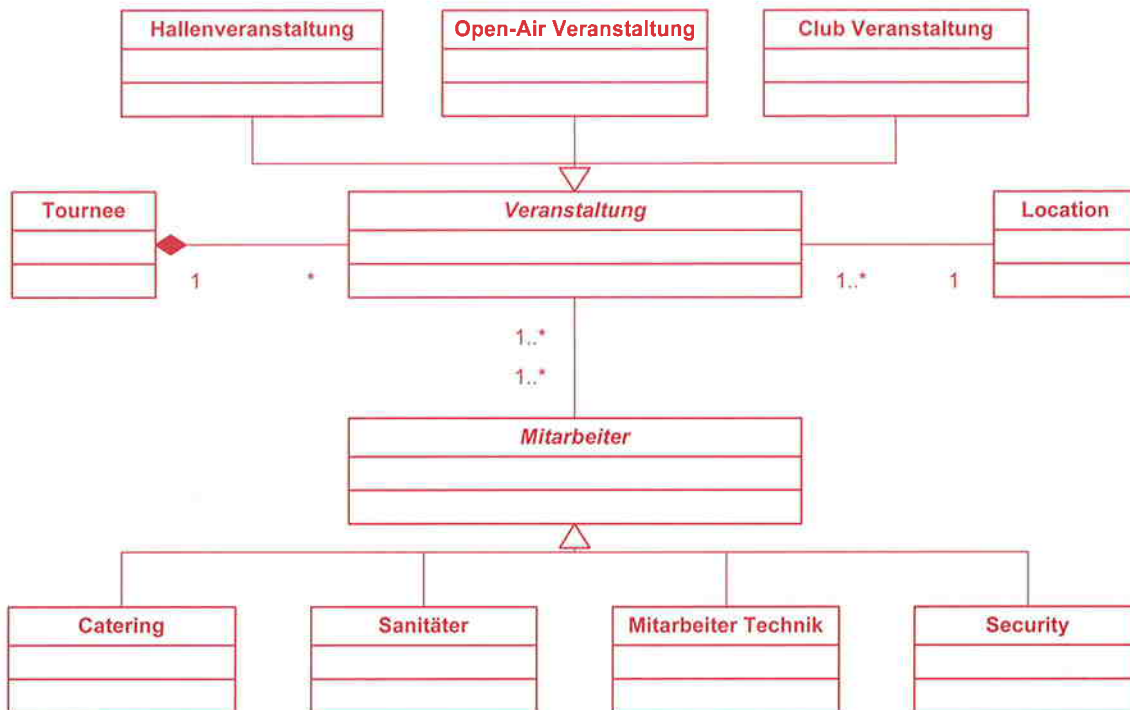 Hallenveranstaltung
Open-Air Veranstaltung
Club Veranstaltung
Tournee
Veranstaltung
Location
1
*
1..*
1
1..*
1..*
Mitarbeiter
Catering
Sanitäter
Mitarbeiter Technik
Security